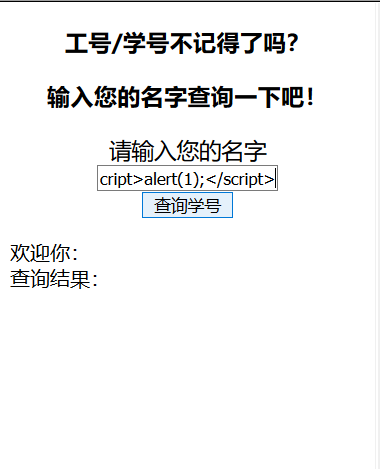 工号/学号不记得了吗？
输入您的名字查询一下吧！
请输入您的名字
cript>alert(1);</script>
查询学号
欢迎你：
查询结果：